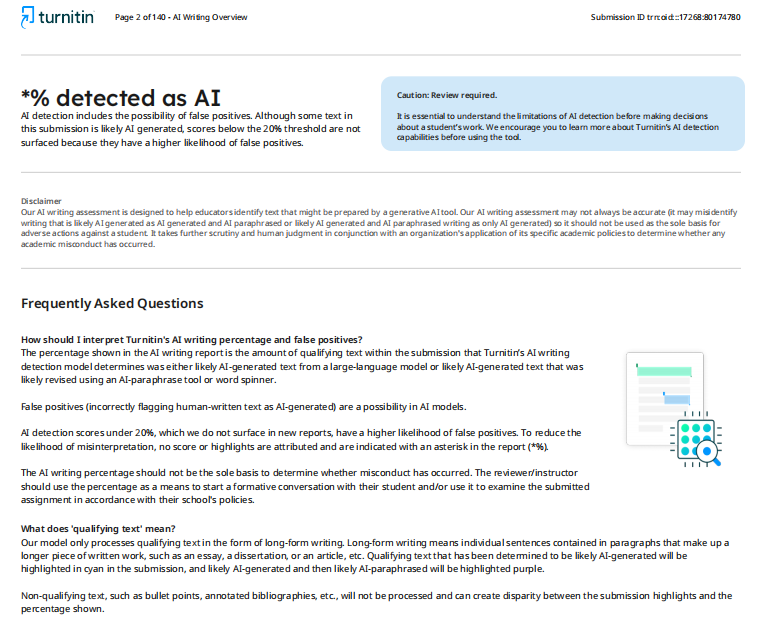 turnitin Page 2 of 140 - AI Writing Overview Submission ID trn:oid:::17268:80174780
*% detected as AI
AI detection includes the possibility of false positives. Although some text in
this submission is likely AI generated, scores below the 20% threshold are not
surfaced because they have a higher likelihood of false positives.
Caution: Review required.
It is essential to understand the limitations of AI detection before making decisions
about a student's work. We encourage you to learn more about Turnitin's AI detection
capabilities before using the tool.
Disclaimer
Our AI writing assessment is designed to help educators identify text that might be prepared by a generative AI tool. Our AI writing assessment may not always be accurate (it may misidentify
writing that is likely AI generated as AI generated and AI paraphrased or likely AI generated and AI paraphrased writing as only AI generated) so it should not be used as the sole basis for
adverse actions against a student. It takes further scrutiny and human judgment in conjunction with an organization's application of its specific academic policies to determine whether any
academic misconduct has occurred.
Frequently Asked Questions
How should I interpret Turnitin's AI writing percentage and false positives?
The percentage shown in the AI writing report is the amount of qualifying text within the submission that Turnitin's AI writing
detection model determines was either likely AI-generated text from a large-language model or likely AI-generated text that was
likely revised using an AI-paraphrase tool or word spinner.
False positives (incorrectly flagging human-written text as AI-generated) are a possibility in AI models.
AI detection scores under 20%, which we do not surface in new reports, have a higher likelihood of false positives. To reduce the
likelihood of misinterpretation, no score or highlights are attributed and are indicated with an asterisk in the report (*%).
The AI writing percentage should not be the sole basis to determine whether misconduct has occurred. The reviewer/instructor
should use the percentage as a means to start a formative conversation with their student and/or use it to examine the submitted
assignment in accordance with their school's policies.
What does 'qualifying text' mean?
Our model only processes qualifying text in the form of long-form writing. Long-form writing means individual sentences contained in paragraphs that make up a
longer piece of written work, such as an essay, a dissertation, or an article, etc. Qualifying text that has been determined to be likely AI-generated will be
highlighted in cyan in the submission, and likely AI-generated and then likely AI-paraphrased will be highlighted purple.
Non-qualifying text, such as bullet points, annotated bibliographies, etc., will not be processed and can create disparity between the submission highlights and the
percentage shown.